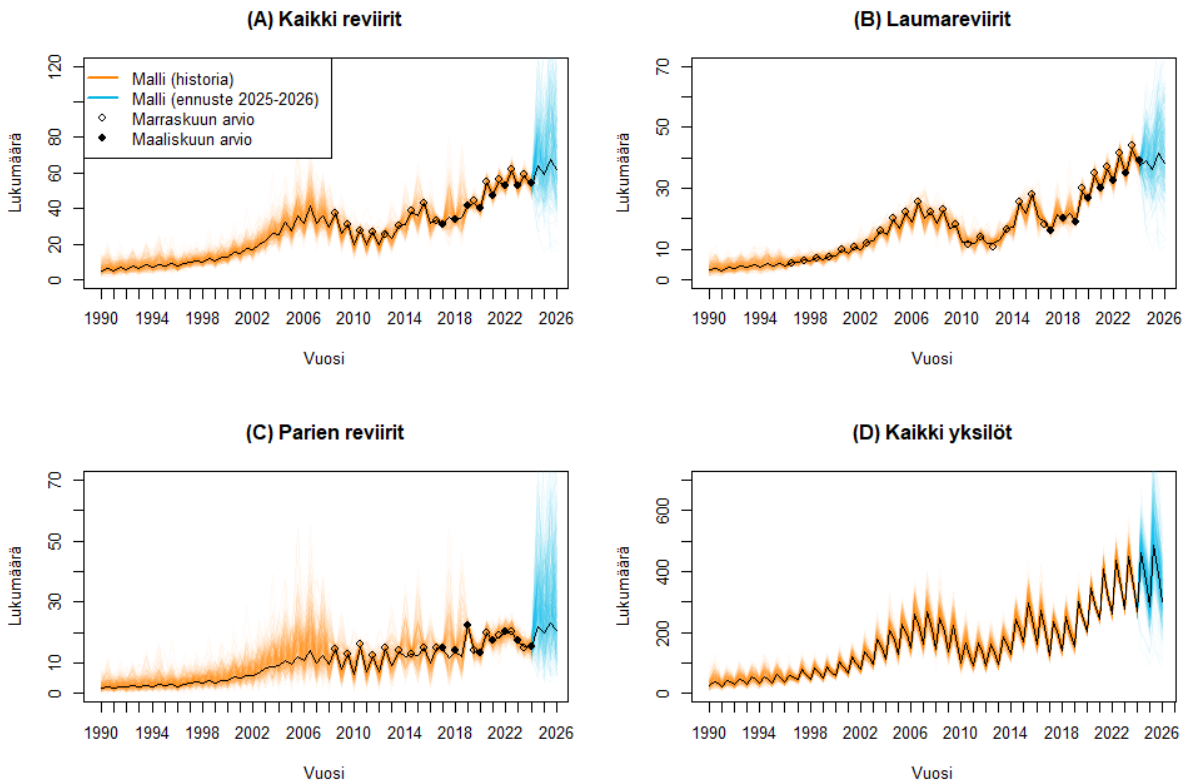 (A) Kaikki reviirit
Lukumäärä
0 20 40 60 80 100 120
Malli (historia)
Malli (ennuste 2025-2026)
Marraskuun arvio
Maaliskuun arvio
1990 1994 1998 2002 2006 2010 2014 2018 2022 2026
Vuosi
(B) Laumareviirit
Lukumäärä
0 10 20 30 50 70
1990 1994 1998 2002 2006 2010 2014 2018 2022 2026
Vuosi
(C) Parien reviirit
Lukumäärä
0 10 20 30 50 70
1990 1994 1998 2002 2006 2010 2014 2018 2022 2026
Vuosi
(D) Kaikki yksilöt
Lukumäärä
0 200 400 600
1990 1994 1998 2002 2006 2010 2014 2018 2022 2026
Vuosi